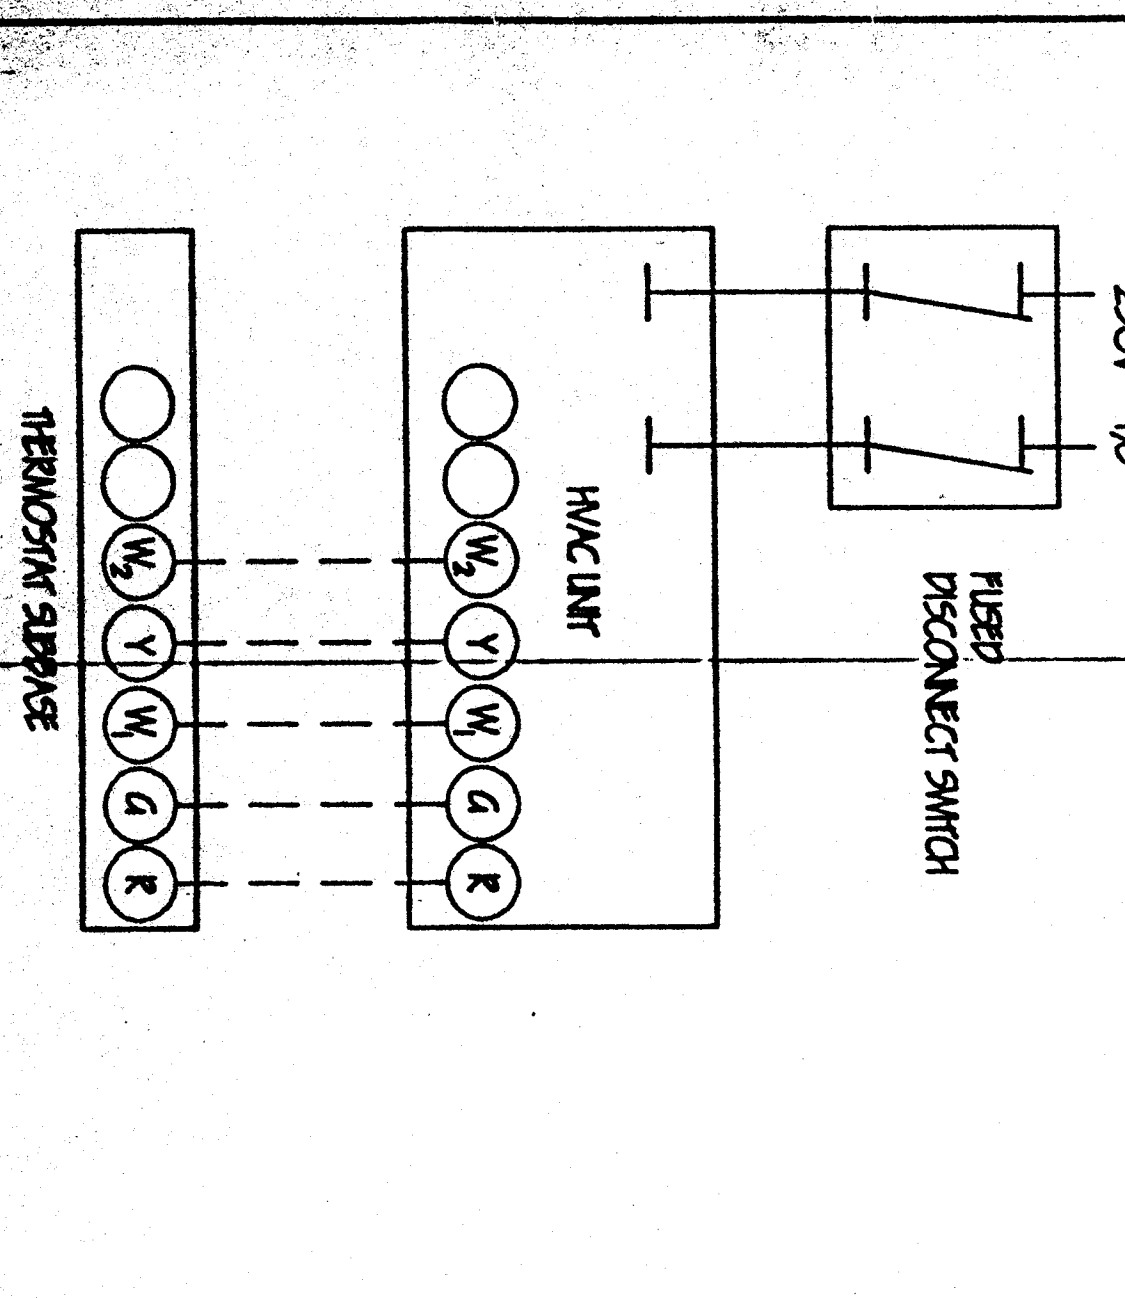 FUSED
DISCONNECT SWITCH
HVAC UNIT
W2 Y W1 G R
W2 Y W1 G R
THERMOSTAT SUBBASE